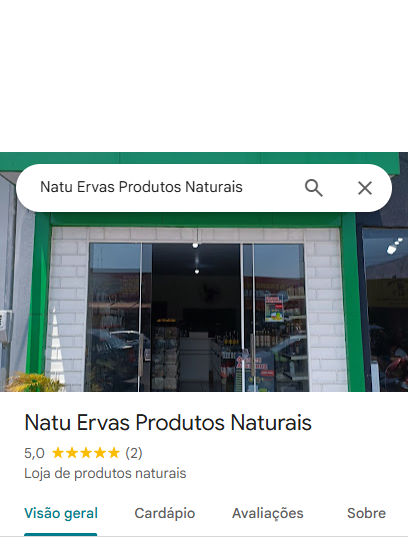 Natu Ervas Produtos Naturais
Natu Ervas Produtos Naturais
5,0 (2)
Loja de produtos naturais
Visão geral Cardápio Avaliações Sobre